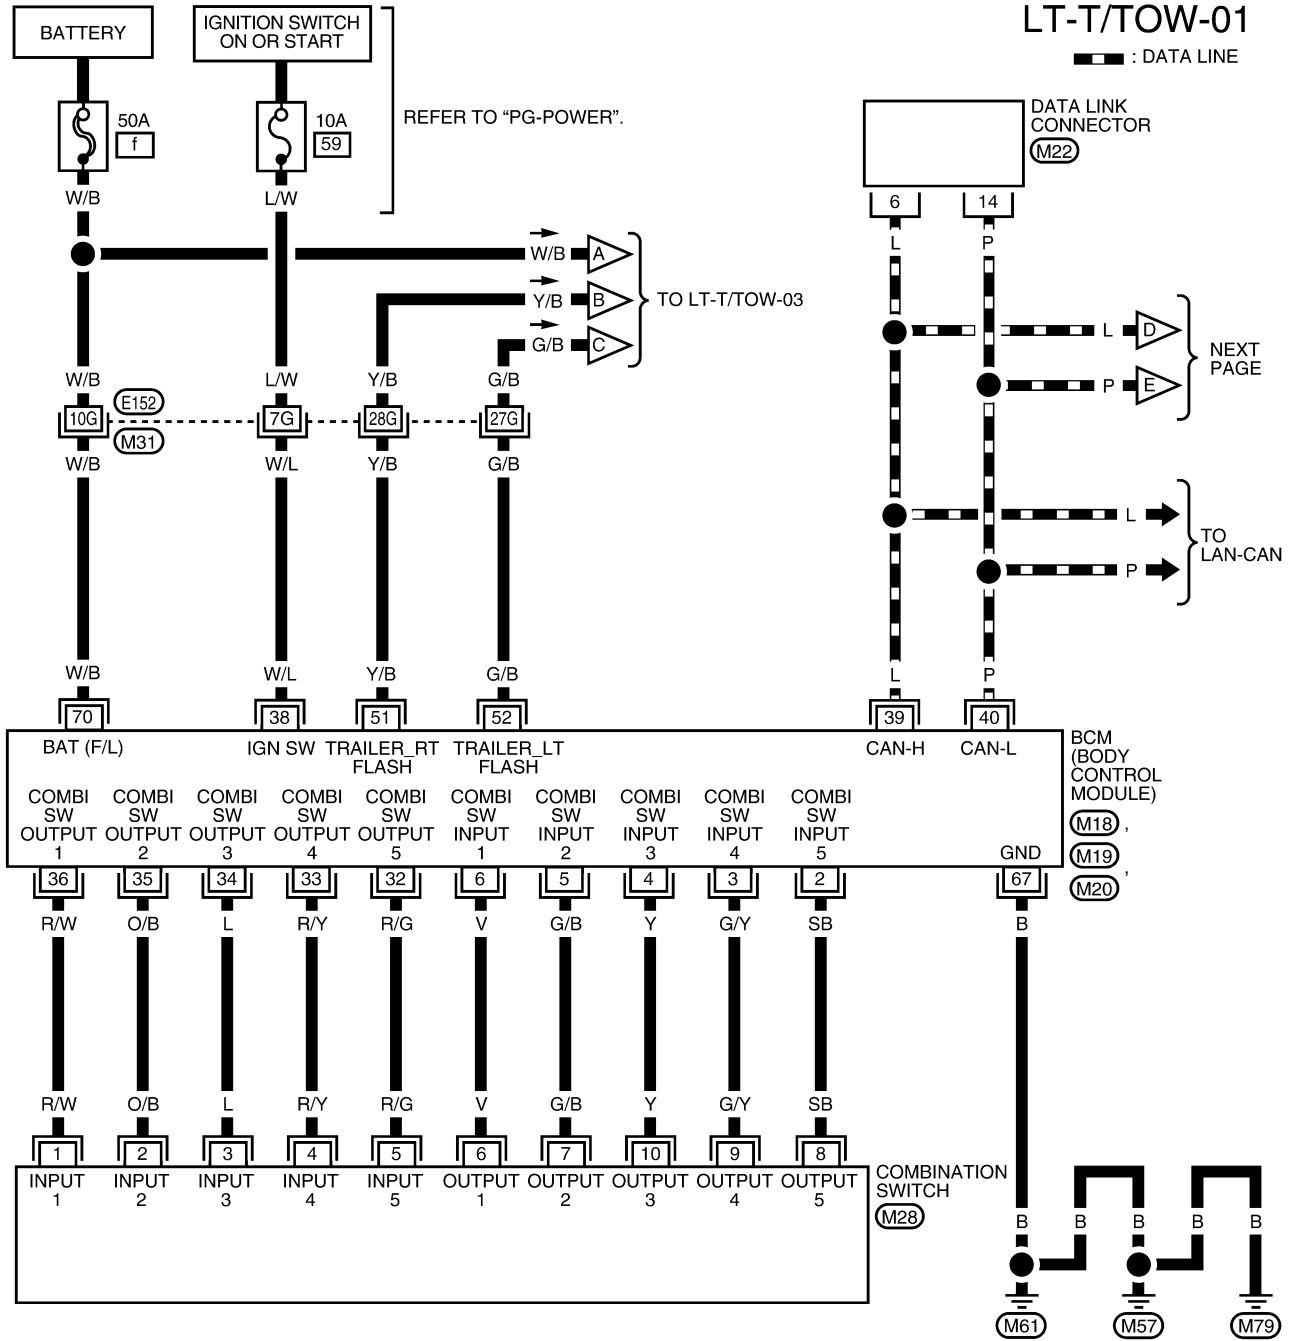 LT-T/TOW-01
: DATA LINE
BATTERY
IGNITION SWITCH
ON OR START
50A
f
10A
59
REFER TO “PG-POWER”.
DATA LINK
CONNECTOR
M22
6 14
W/B L/W
L P
W/B A
Y/B B
G/B C
TO LT-T/TOW-03
L D
P E
NEXT
PAGE
W/B L/W Y/B G/B
10G E152 7G 28G 27G
M31
W/B W/L Y/B G/B
L
P
TO
LAN-CAN
W/B W/L Y/B G/B L P
70 38 51 52 39 40
BAT (F/L) IGN SW TRAILER_RT TRAILER_LT CAN-H CAN-L
FLASH FLASH
BCM
(BODY
CONTROL
MODULE)
M18 ,
M19 ,
M20
COMBI COMBI COMBI COMBI COMBI COMBI COMBI COMBI COMBI COMBI
SW SW SW SW SW SW SW SW SW SW
OUTPUT OUTPUT OUTPUT OUTPUT OUTPUT INPUT INPUT INPUT INPUT INPUT
1 2 3 4 5 1 2 3 4 5 GND
36 35 34 33 32 6 5 4 3 2 67
R/W O/B L R/Y R/G V G/B Y G/Y SB B
R/W O/B L R/Y R/G V G/B Y G/Y SB
1 2 3 4 5 6 7 10 9 8
INPUT INPUT INPUT INPUT INPUT OUTPUT OUTPUT OUTPUT OUTPUT OUTPUT
1 2 3 4 5 1 2 3 4 5
COMBINATION
SWITCH
M28
B B B B B
M61 M57 M79